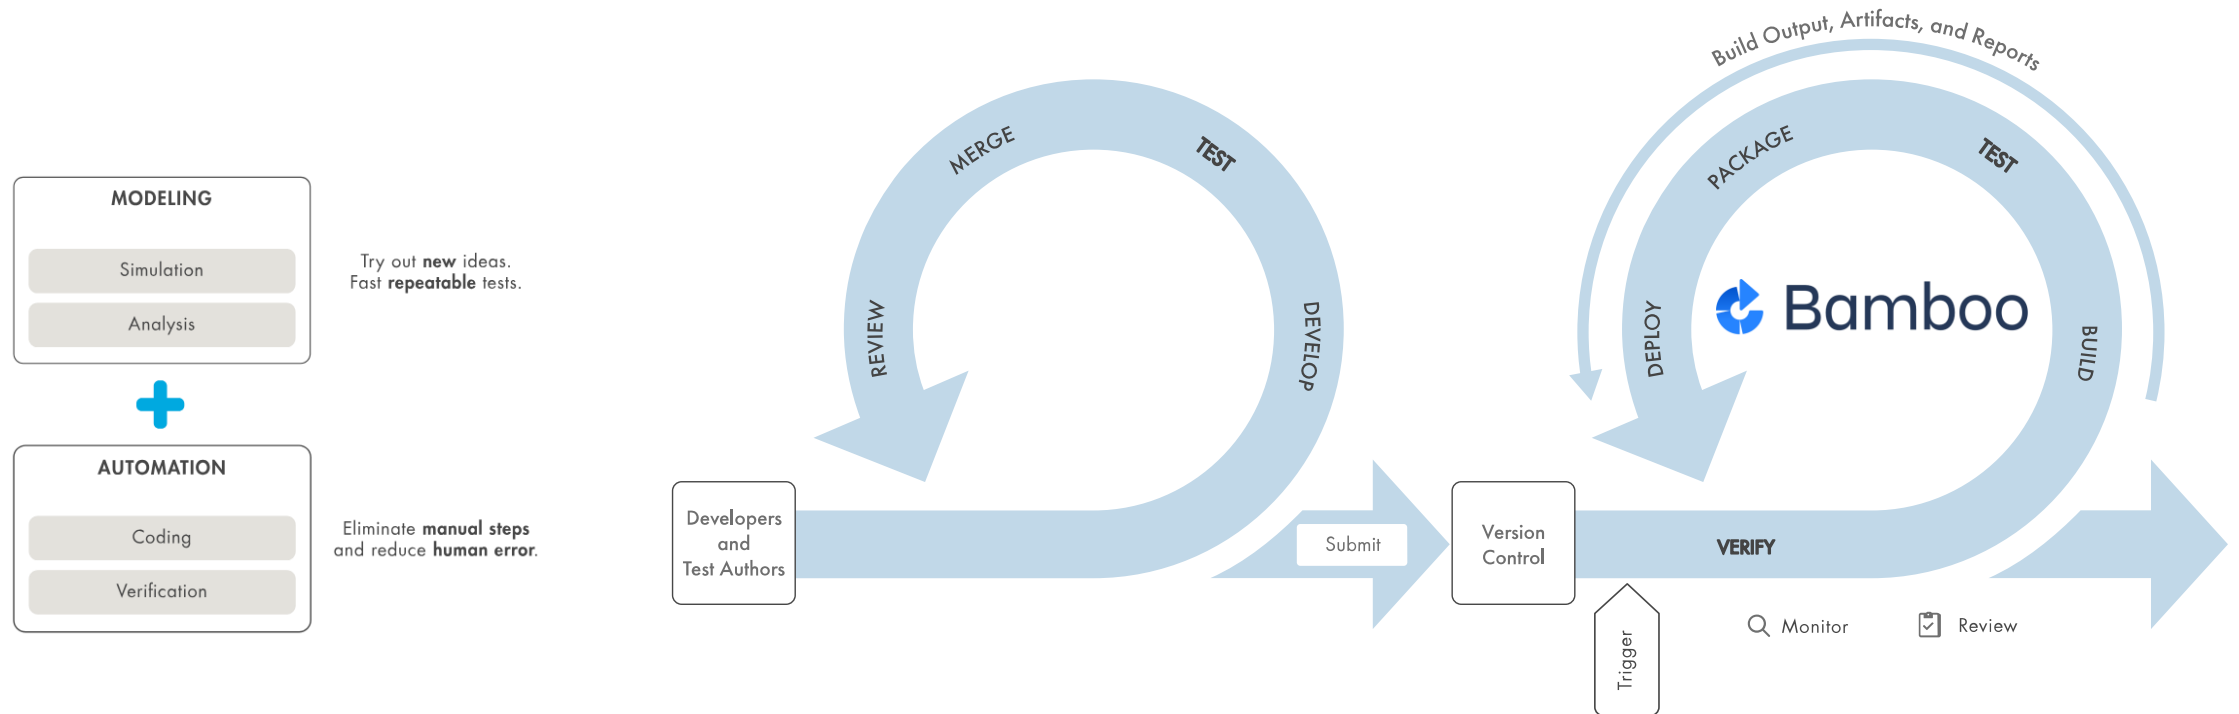 MODELING
Simulation
Analysis
Try out new ideas.
Fast repeatable tests.
AUTOMATION
Coding
Verification
Eliminate manual steps
and reduce human error.
Developers
and
Test Authors
DEVELOP
TEST
MERGE
REVIEW
Submit
Version
Control
Trigger
VERIFY
BUILD
TEST
PACKAGE
DEPLOY
Bamboo
Build Output, Artifacts, and Reports
Monitor
Review